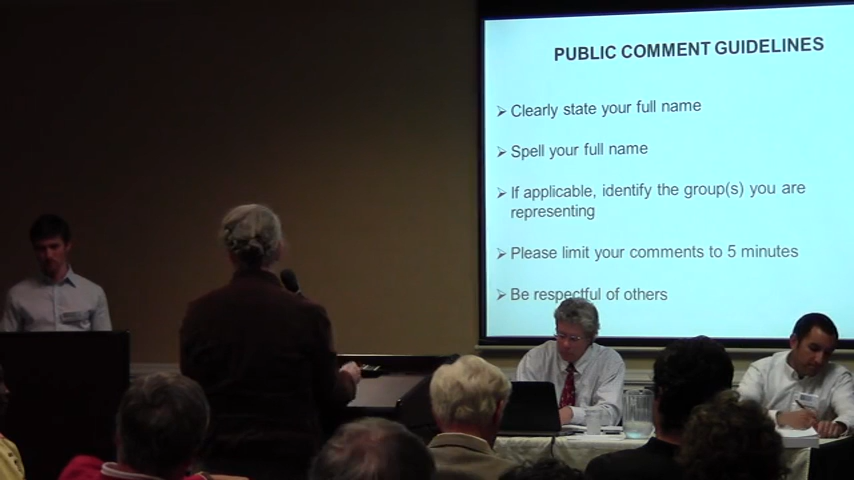 PUBLIC COMMENT GUIDELINES
➢ Clearly state your full name
➢ Spell your full name
➢ If applicable, identify the group(s) you are
representing
➢ Please limit your comments to 5 minutes
➢ Be respectful of others